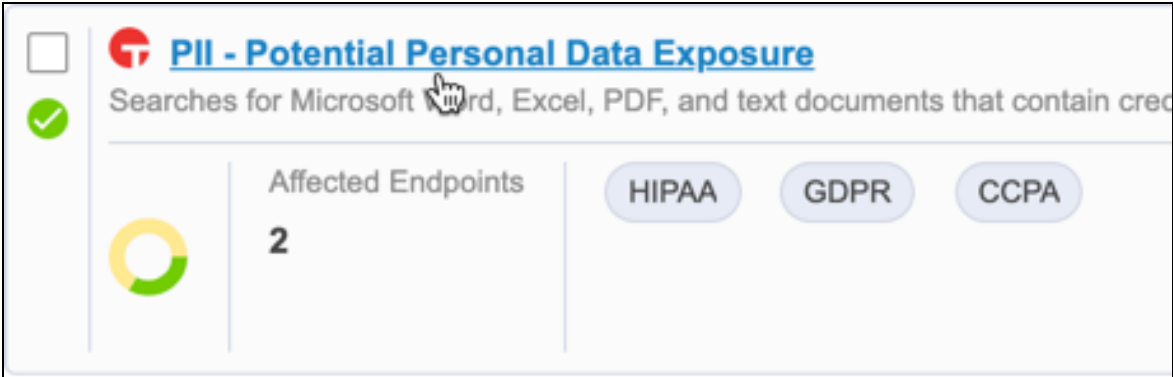 PII - Potential Personal Data Exposure
Searches for Microsoft Word, Excel, PDF, and text documents that contain
Affected Endpoints
2
HIPAA GDPR CCPA